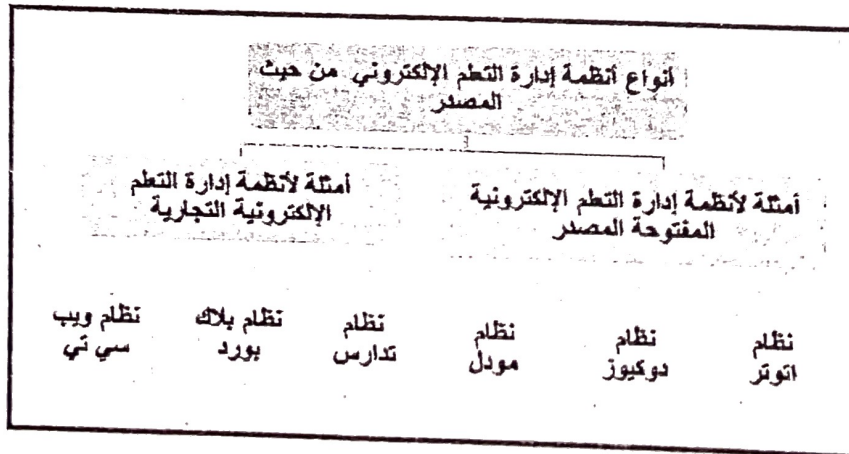 أنواع أنظمة إدارة التعلم الإلكتروني من حيث
المصدر
أمثلة لأنظمة إدارة التعلم الإلكترونية
المفتوحة المصدر
أمثلة لأنظمة إدارة التعلم
الإلكترونية التجارية
نظام
اتوتر
نظام
دوكيوز
نظام
مودل
نظام
تدارس
نظام بلاك
بورد
نظام ويب
سي تي